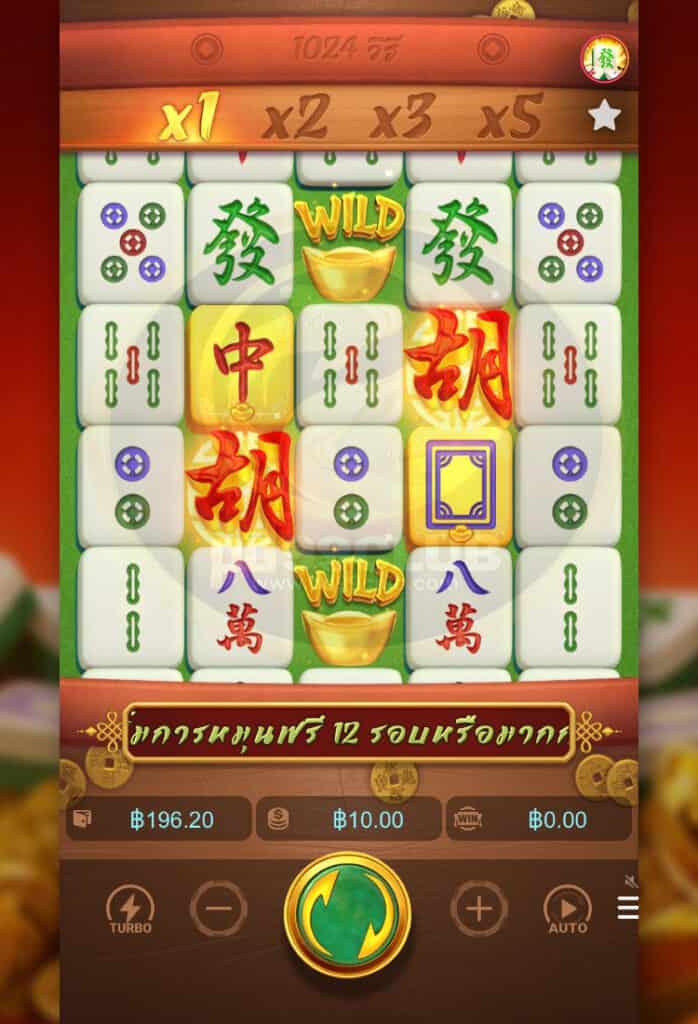 1024 วิธี
發
x1 x2 x3 x5
發 WILD 發
中 胡
胡
八 WILD 八
萬 萬
มการหมุนฟรี 12 รอบหรือมากก
฿196.20 ฿10.00 WIN ฿0.00
TURBO AUTO